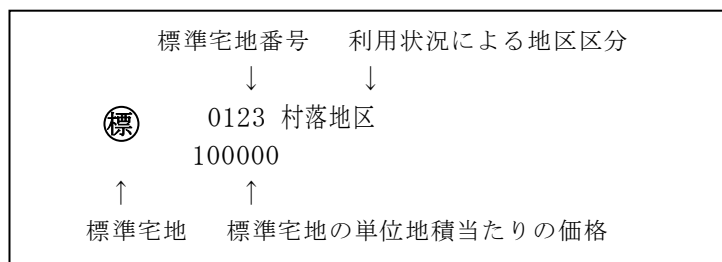 標準宅地番号 利用状況による地区区分
↓ ↓
㊝ 0123 村落地区
100000
↑ ↑
標準宅地 標準宅地の単位地積当たりの価格